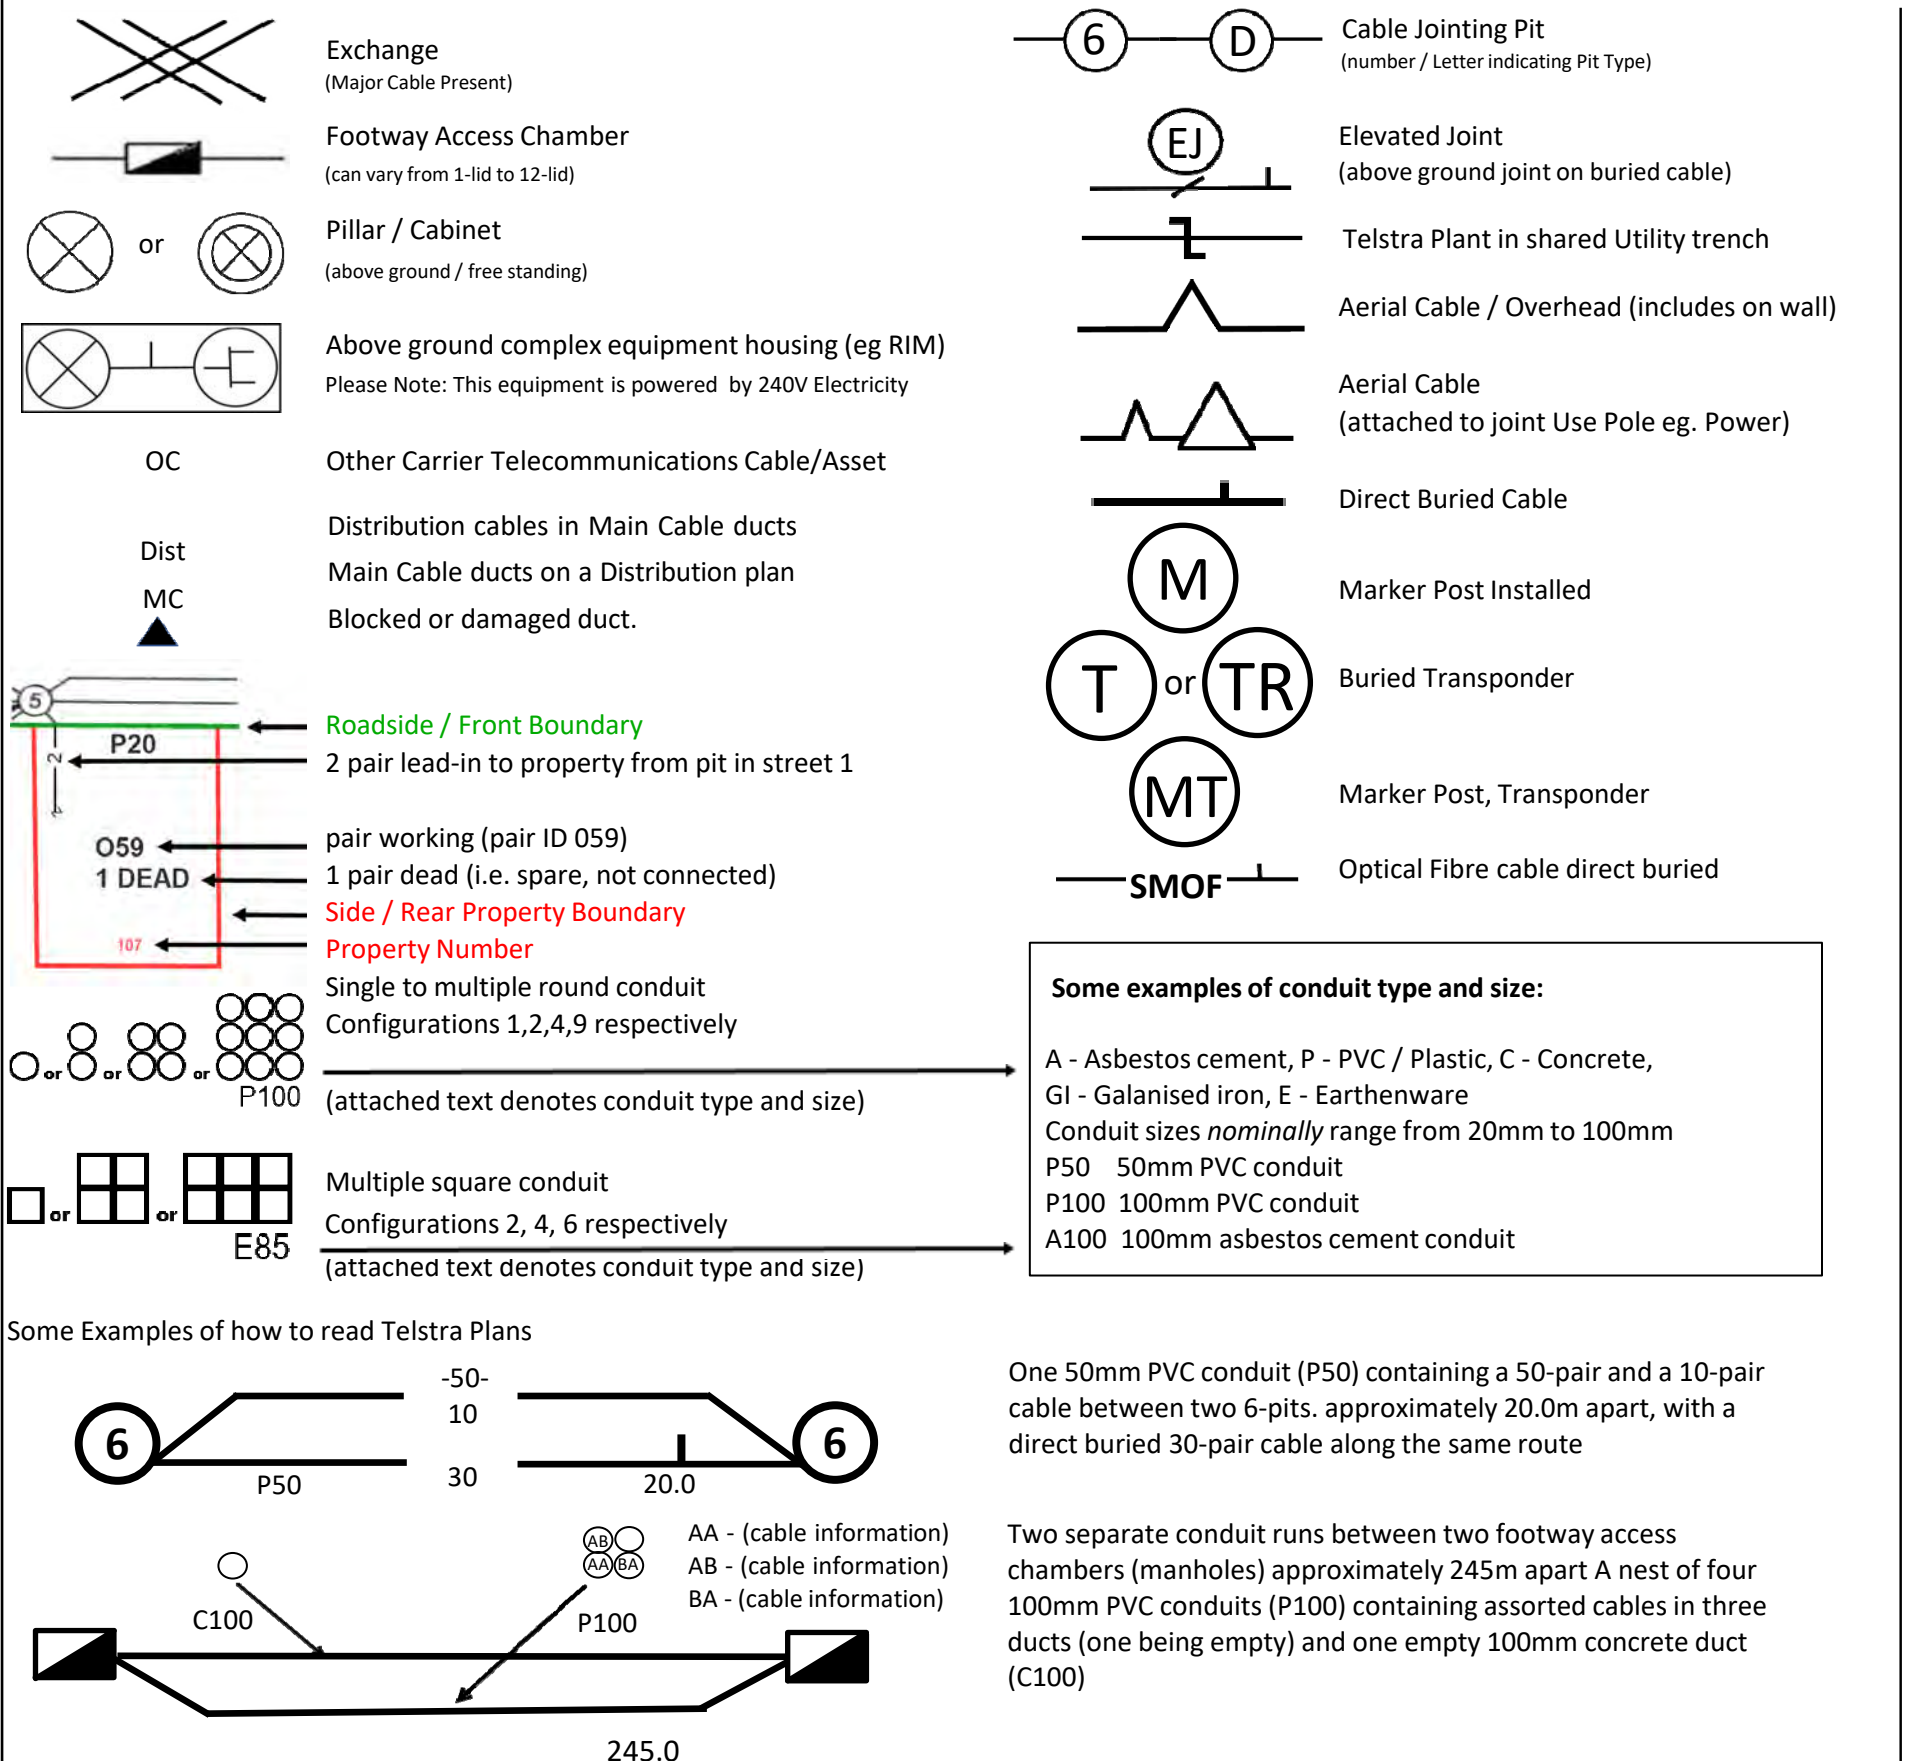 Exchange
(Major Cable Present)
Footway Access Chamber
(can vary from 1-lid to 12-lid)
or
Pillar / Cabinet
(above ground / free standing)
Above ground complex equipment housing (eg RIM)
Please Note: This equipment is powered by 240V Electricity
OC
Other Carrier Telecommunications Cable/Asset
Distribution cables in Main Cable ducts
Dist
Main Cable ducts on a Distribution plan
MC
Blocked or damaged duct.
5
Roadside / Front Boundary
P20
2
2 pair lead-in to property from pit in street 1
O59
pair working (pair ID 059)
1 DEAD
1 pair dead (i.e. spare, not connected)
Side / Rear Property Boundary
107
Property Number
Single to multiple round conduit
Configurations 1,2,4,9 respectively
or or or
P100
(attached text denotes conduit type and size)
Multiple square conduit
or or
Configurations 2, 4, 6 respectively
E85
(attached text denotes conduit type and size)
6 D
Cable Jointing Pit
(number / Letter indicating Pit Type)
EJ
Elevated Joint
(above ground joint on buried cable)
Telstra Plant in shared Utility trench
Aerial Cable / Overhead (includes on wall)
Aerial Cable
(attached to joint Use Pole eg. Power)
Direct Buried Cable
M
Marker Post Installed
T or TR
Buried Transponder
MT
Marker Post, Transponder
SMOF
Optical Fibre cable direct buried
Some examples of conduit type and size:
A - Asbestos cement, P - PVC / Plastic, C - Concrete,
GI - Galanised iron, E - Earthenware
Conduit sizes nominally range from 20mm to 100mm
P50 50mm PVC conduit
P100 100mm PVC conduit
A100 100mm asbestos cement conduit
Some Examples of how to read Telstra Plans
-50-
10
6 6
P50 30 20.0
One 50mm PVC conduit (P50) containing a 50-pair and a 10-pair
cable between two 6-pits. approximately 20.0m apart, with a
direct buried 30-pair cable along the same route
AB
AA BA
AA - (cable information)
AB - (cable information)
BA - (cable information)
C100 P100
245.0
Two separate conduit runs between two footway access
chambers (manholes) approximately 245m apart A nest of four
100mm PVC conduits (P100) containing assorted cables in three
ducts (one being empty) and one empty 100mm concrete duct
(C100)